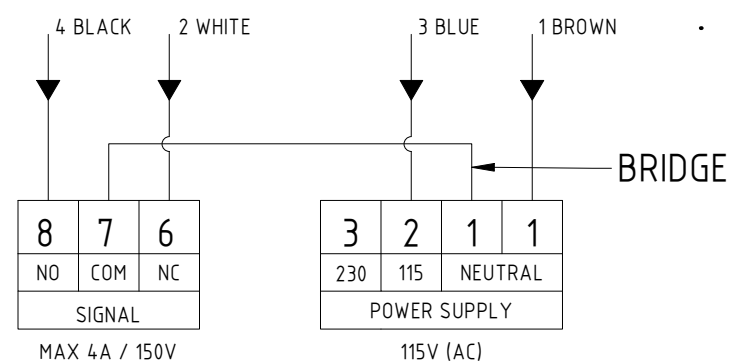 4 BLACK 2 WHITE 3 BLUE 1 BROWN
BRIDGE
8 7 6 3 2 1 1
NO COM NC 230 115 NEUTRAL
SIGNAL POWER SUPPLY
MAX 4A / 150V 115V (AC)